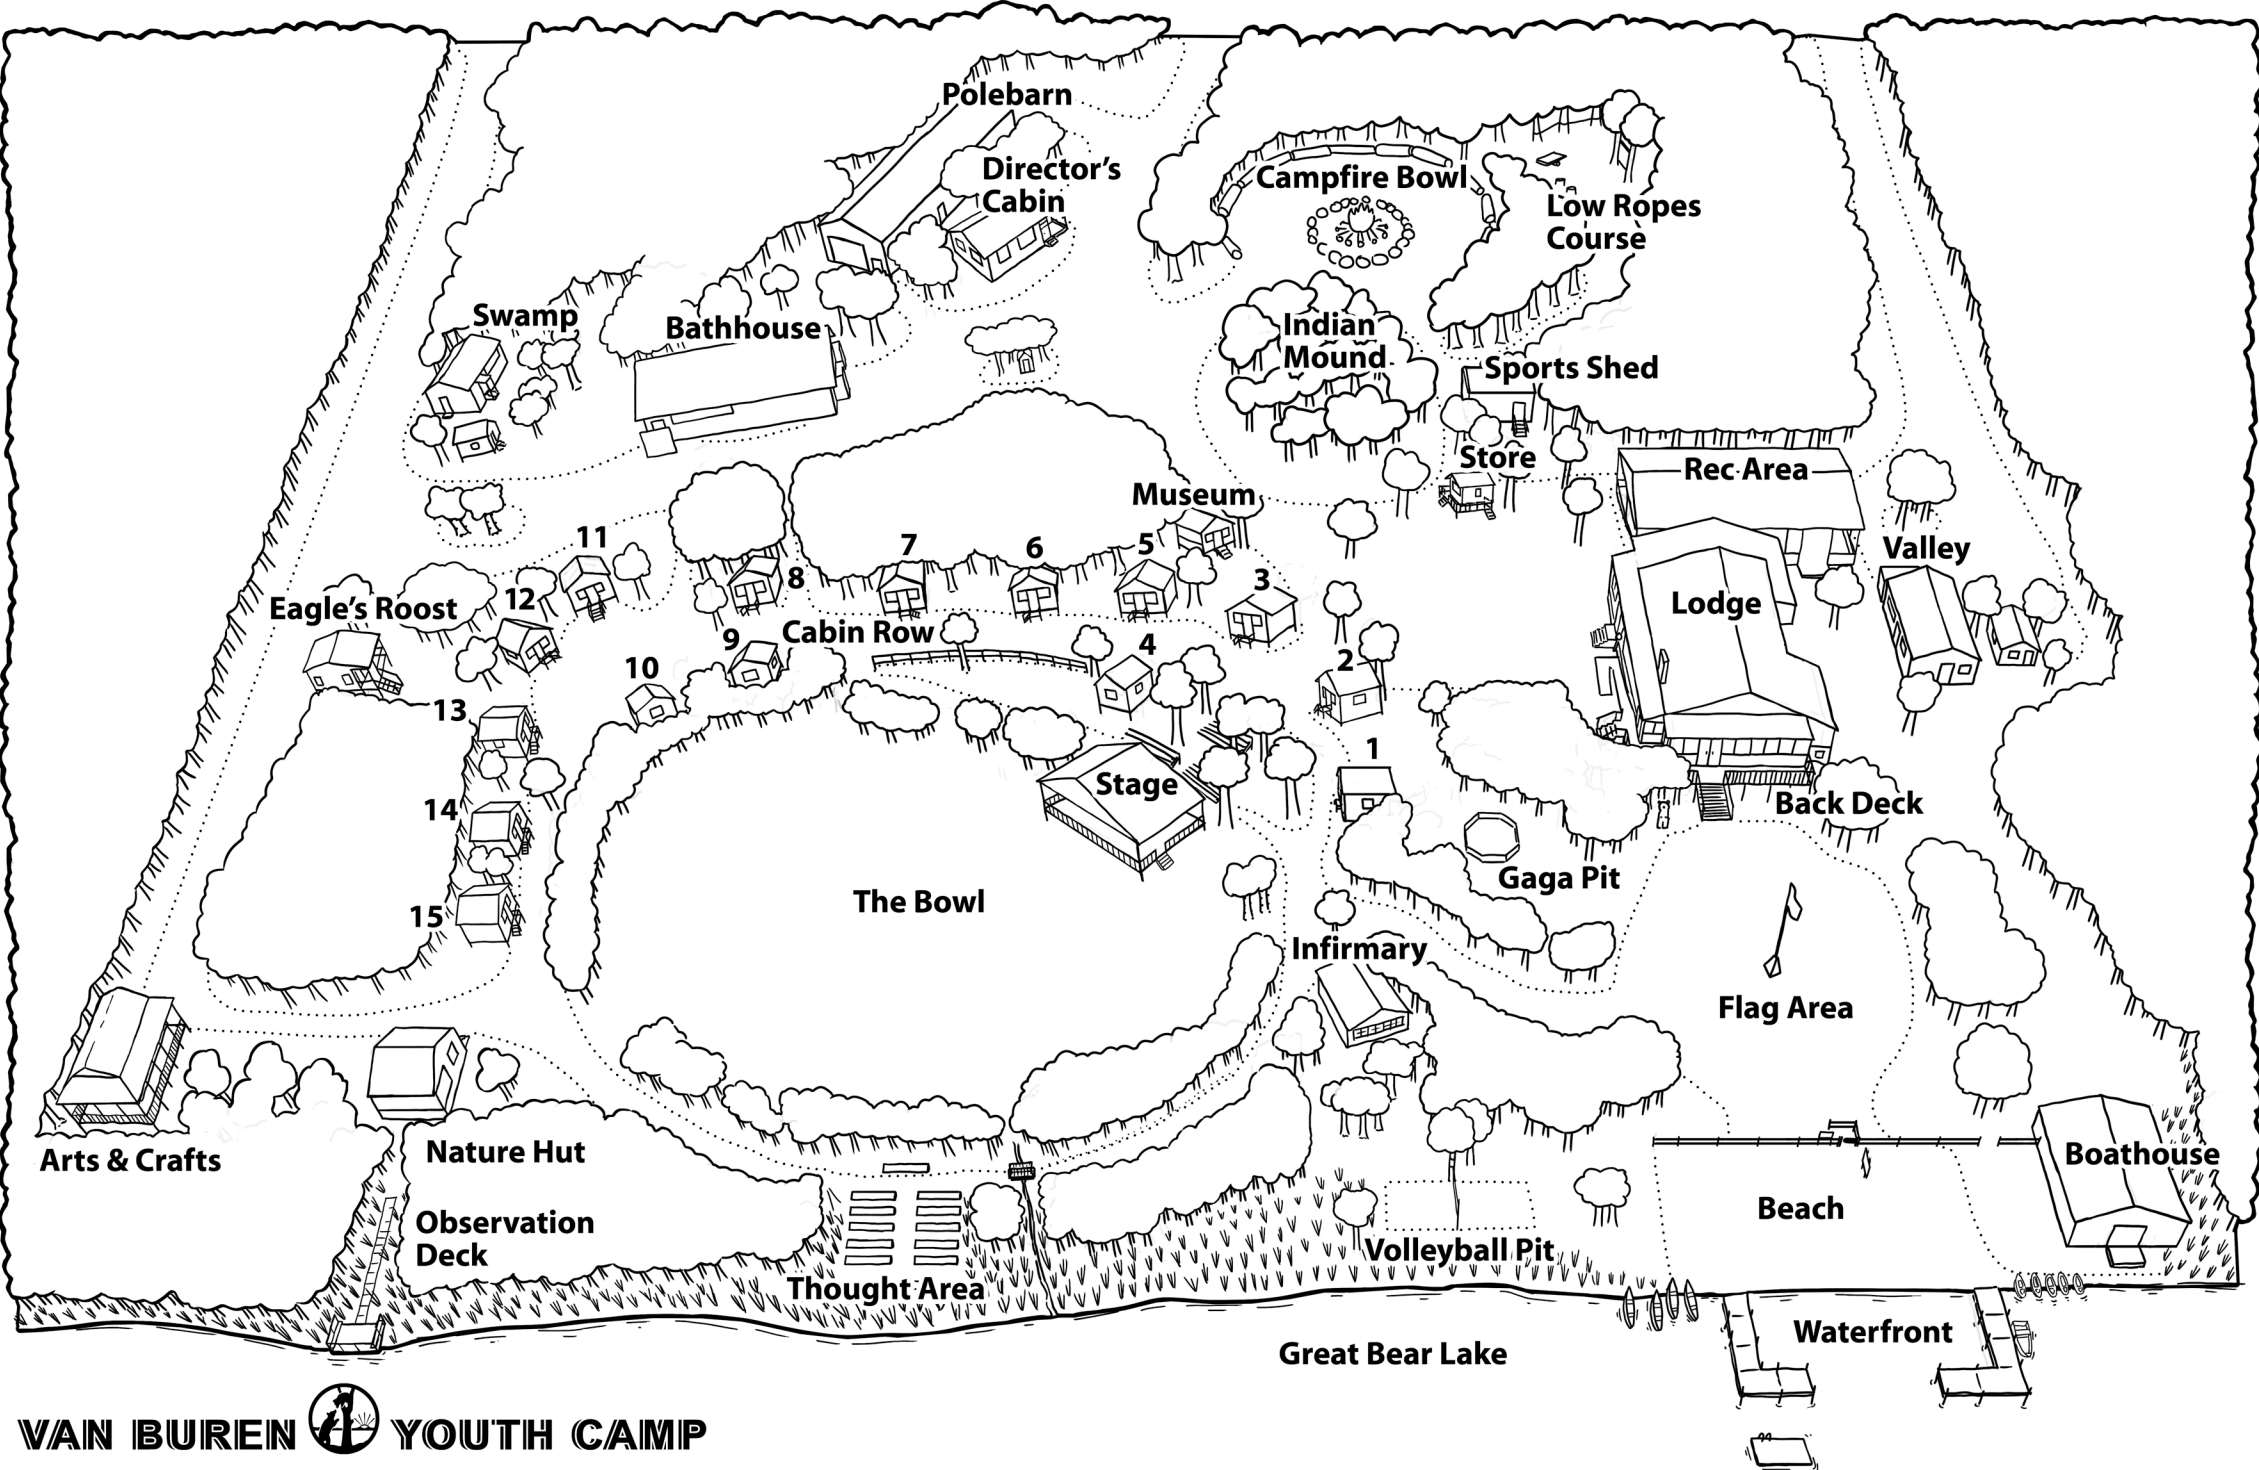 Polebarn
Director's
Cabin
Campfire Bowl
Low Ropes
Course
Swamp
Bathhouse
Indian
Mound
Sports Shed
Store
Rec Area
Museum
11
7
6
5
8
3
Valley
Eagle's Roost
12
Lodge
9
Cabin Row
4
10
2
13
1
Stage
14
Back Deck
Gaga Pit
15
The Bowl
Infirmary
Flag Area
Arts & Crafts
Nature Hut
Boathouse
Observation
Deck
Beach
Volleyball Pit
Thought Area
Waterfront
Great Bear Lake
VAN BUREN YOUTH CAMP